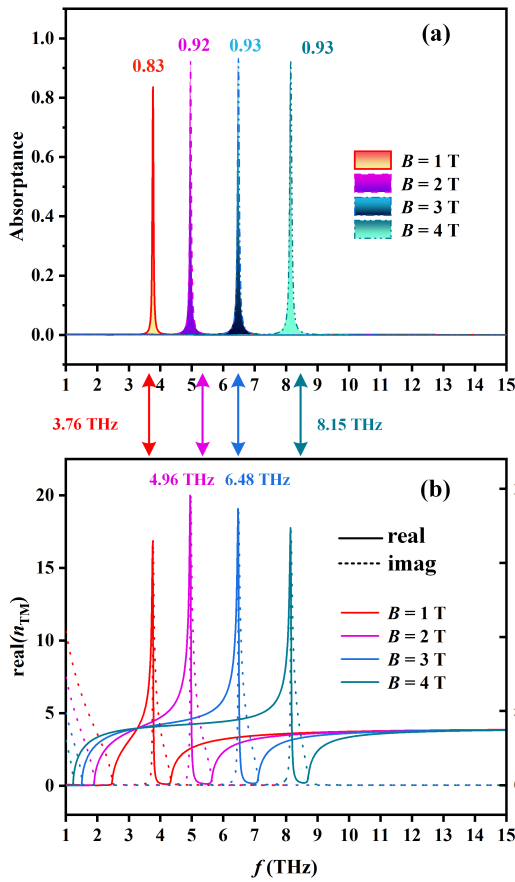 (a)
0.83
0.92
0.93
0.93
Absorptance
1.0
0.8
0.6
0.4
0.2
0.0
B = 1 T
B = 2 T
B = 3 T
B = 4 T
1 2 3 4 5 6 7 8 9 10 11 12 13 14 15
3.76 THz
8.15 THz
4.96 THz
6.48 THz
(b)
real
imag
B = 1 T
B = 2 T
B = 3 T
B = 4 T
real(nTM)
20
15
10
5
0
1 2 3 4 5 6 7 8 9 10 11 12 13 14 15
f (THz)